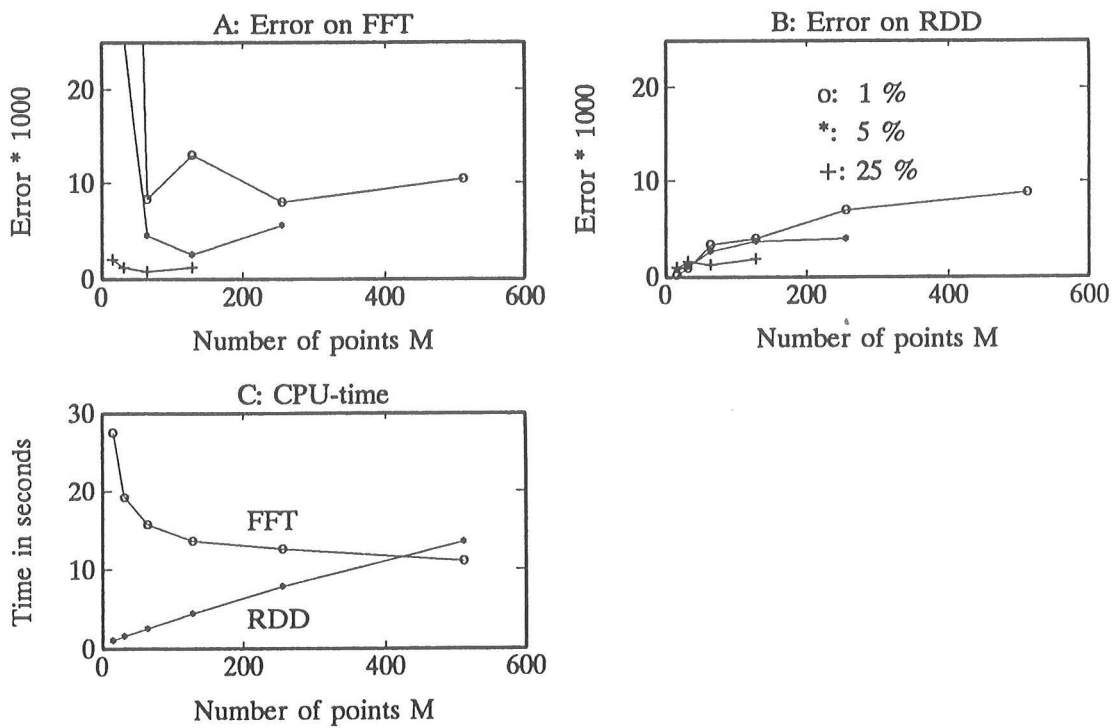 A: Error on FFT
Error * 1000
20
10
0
0 200 400 600
Number of points M
B: Error on RDD
Error * 1000
20
10
0
o: 1 %
*: 5 %
+: 25 %
0 200 400 600
Number of points M
C: CPU-time
Time in seconds
30
20
10
0
FFT
RDD
0 200 400 600
Number of points M